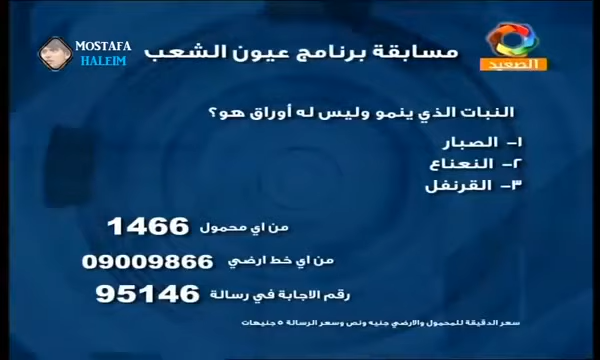 MOSTAFA
HALEIM
الصعيد
مسابقة برنامج عيون الشعب
النبات الذي ينمو وليس له أوراق هو؟
١- الصبار
٢- النعناع
٣- القرنفل
من اي محمول 1466
من اي خط ارضي 09009866
رقم الاجابة في رسالة 95146
سعر الدقيقة للمحمول والارضي جنيه ونص وسعر الرسالة ٥ جنيهات